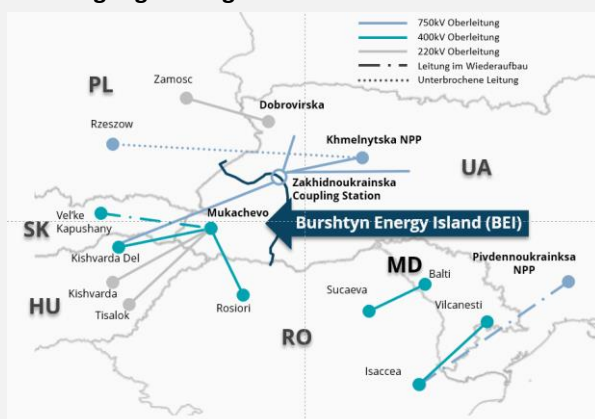 750kV Oberleitung
400kV Oberleitung
220kV Oberleitung
Leitung im Wiederaufbau
Unterbrochene Leitung
PL
Zamosc
Dobrovirska
Rzeszow
Khmelnytska NPP
UA
Zakhidnoukrainska
Coupling Station
Mukachevo
Vel'ke
Kapushany
SK
Burshtyn Energy Island (BEI)
Kishvarda Del
Pivdennoukrainksa
NPP
MD
Balti
Kishvarda
Sucaeva
Vilcanesti
HU
Tisalok
Rosiori
RO
Isaccea